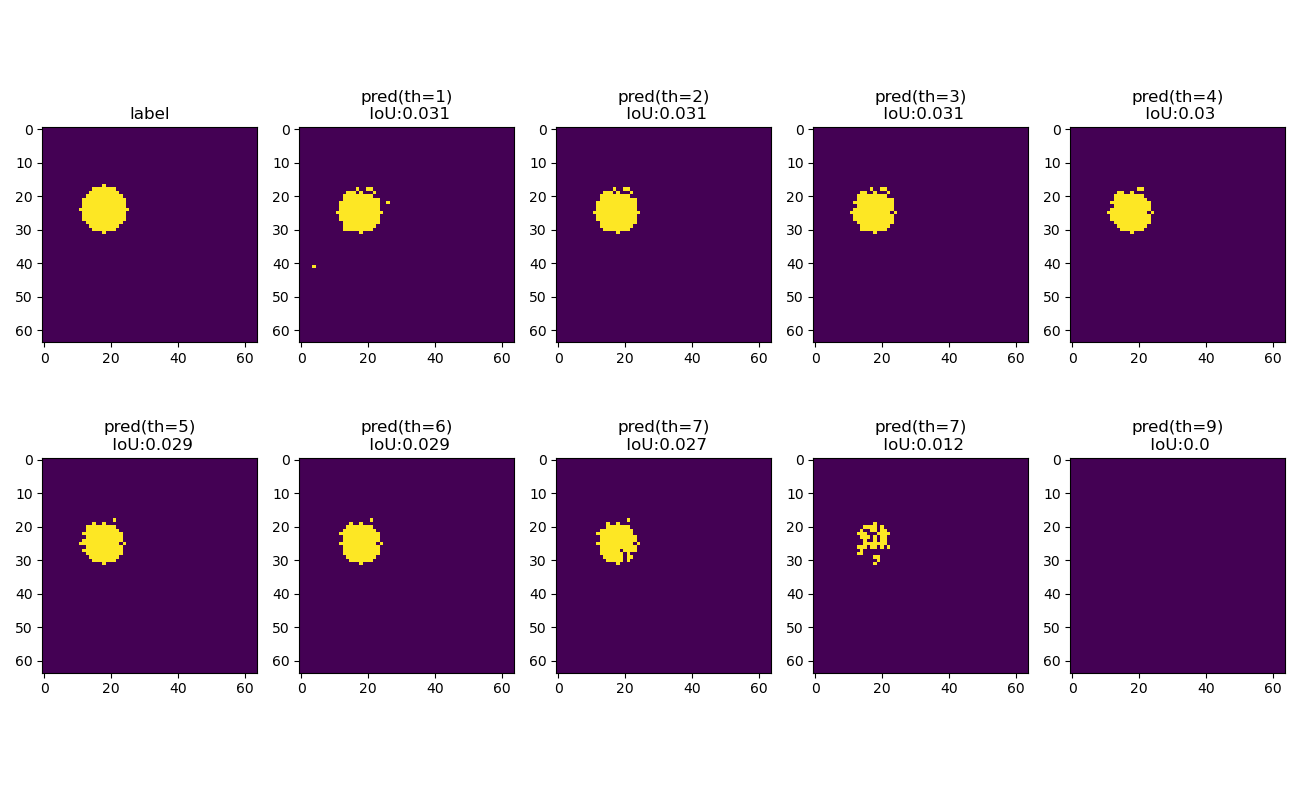 label
pred(th=1)
IoU:0.031
pred(th=2)
IoU:0.031
pred(th=3)
IoU:0.031
pred(th=4)
IoU:0.03
0
10
20
30
40
50
60
0 20 40 60
0
10
20
30
40
50
60
0 20 40 60
0
10
20
30
40
50
60
0 20 40 60
0
10
20
30
40
50
60
0 20 40 60
0
10
20
30
40
50
60
0 20 40 60
pred(th=5)
IoU:0.029
pred(th=6)
IoU:0.029
pred(th=7)
IoU:0.027
pred(th=7)
IoU:0.012
pred(th=9)
IoU:0.0
0
10
20
30
40
50
60
0 20 40 60
0
10
20
30
40
50
60
0 20 40 60
0
10
20
30
40
50
60
0 20 40 60
0
10
20
30
40
50
60
0 20 40 60
0
10
20
30
40
50
60
0 20 40 60